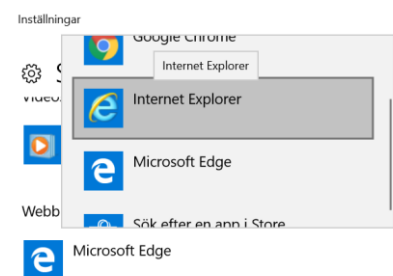 Inställningar
Google Chrome
Internet Explorer
Internet Explorer
Microsoft Edge
Webb
Sök efter en app i Store
Microsoft Edge